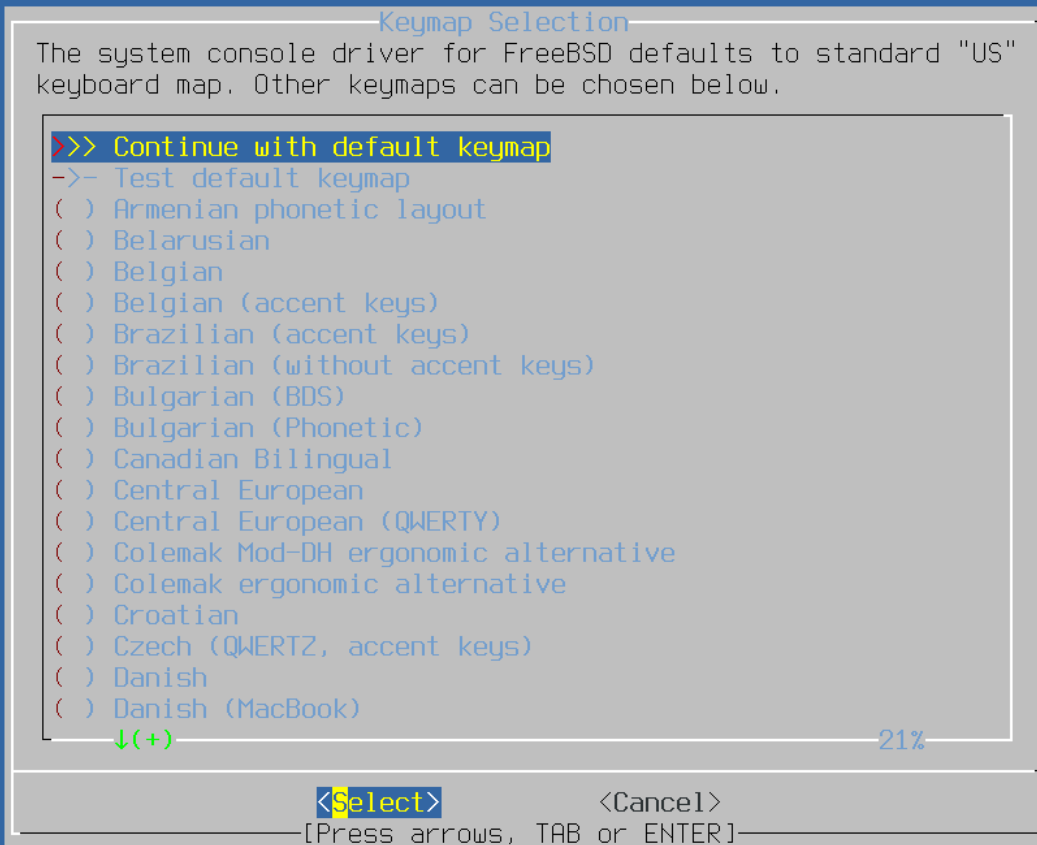 Keymap Selection
The system console driver for FreeBSD defaults to standard "US"
keyboard map. Other keymaps can be chosen below.
>>> Continue with default keymap
->- Test default keymap
( ) Armenian phonetic layout
( ) Belarusian
( ) Belgian
( ) Belgian (accent keys)
( ) Brazilian (accent keys)
( ) Brazilian (without accent keys)
( ) Bulgarian (BDS)
( ) Bulgarian (Phonetic)
( ) Canadian Bilingual
( ) Central European
( ) Central European (QWERTY)
( ) Colemak Mod-DH ergonomic alternative
( ) Colemak ergonomic alternative
( ) Croatian
( ) Czech (QWERTZ, accent keys)
( ) Danish
( ) Danish (MacBook)
↓(+) 21%
<Select> <Cancel>
[Press arrows, TAB or ENTER]